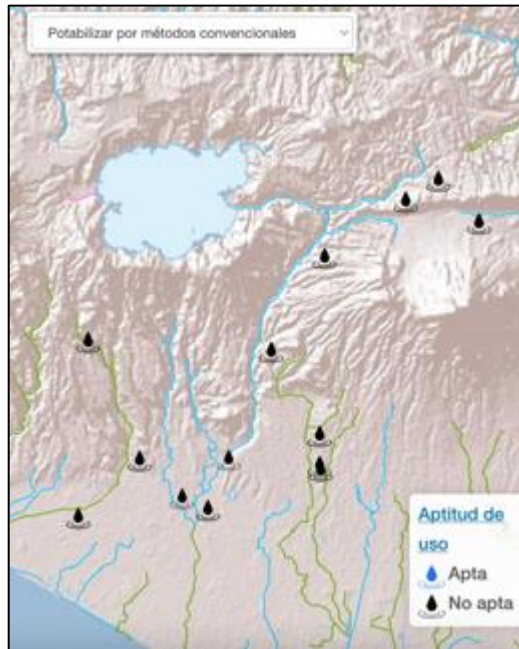 Potabilizar por métodos convencionales
Aptitud de
uso
Apta
No apta